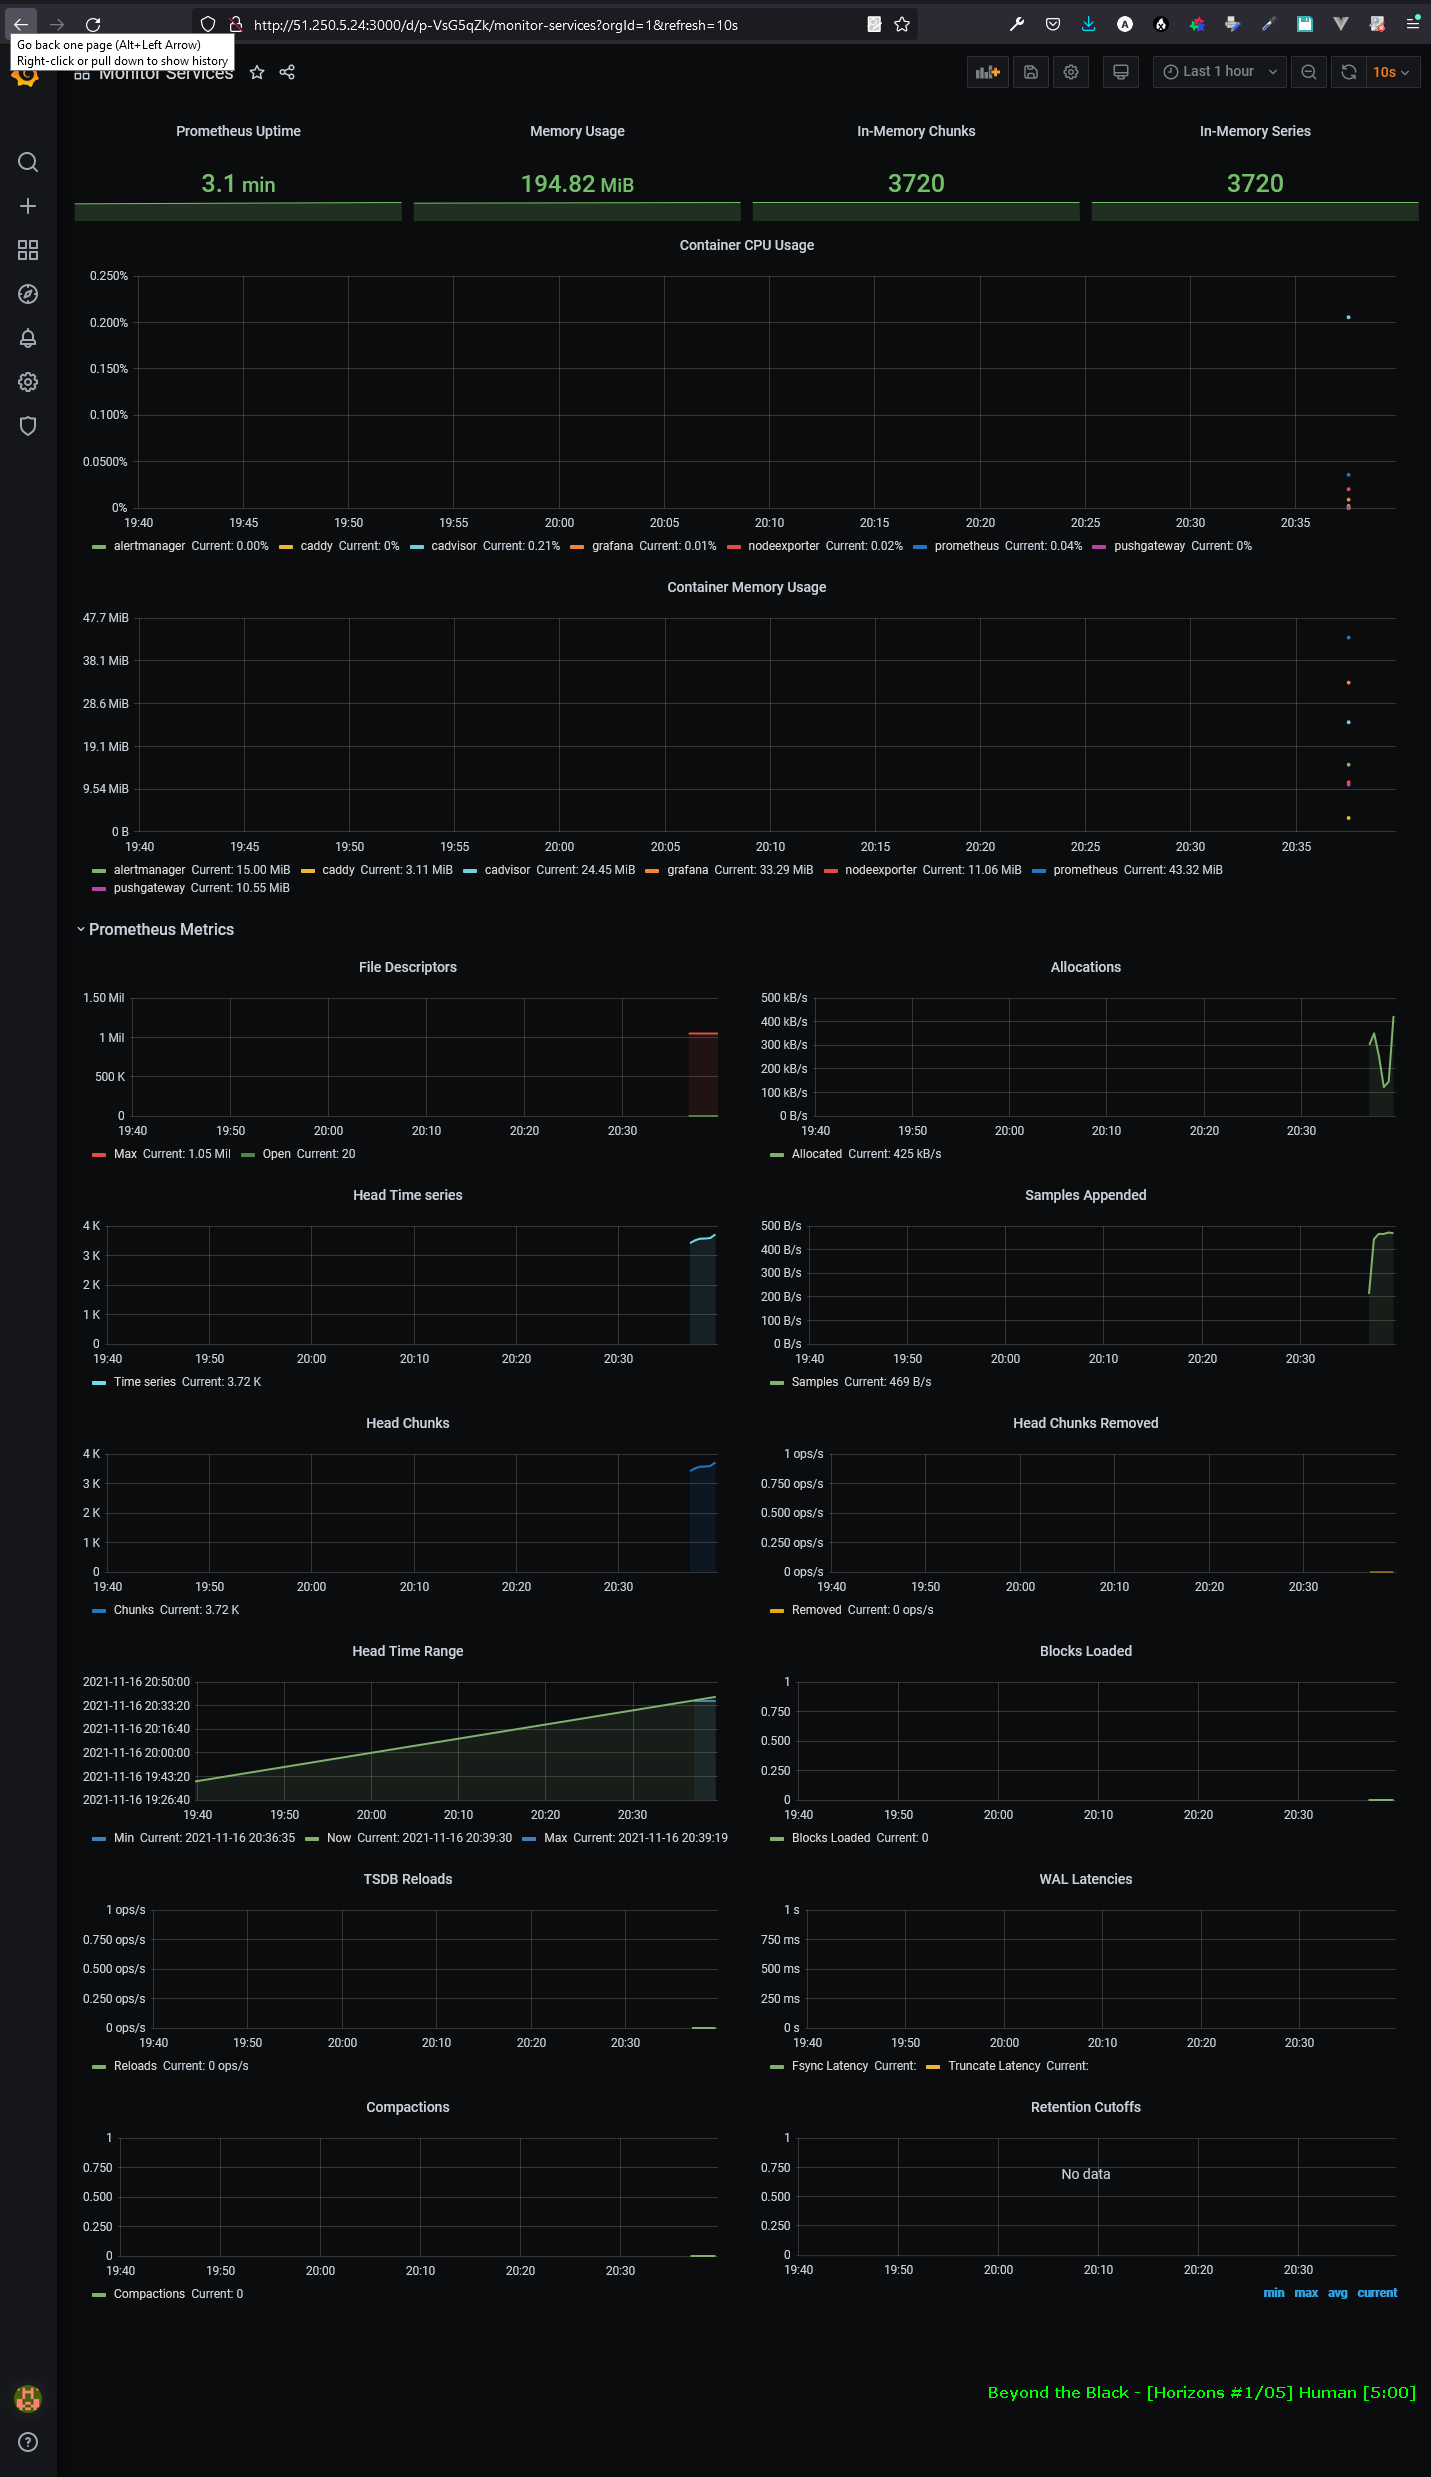 http://51.250.5.24:3000/d/p-VsG5qZk/monitor-services?orgId=1&refresh=10s
Go back one page (Alt+Left Arrow)
Right-click or pull down to show history
Monitor Services
Last 1 hour
10s
Prometheus Uptime
3.1 min
Memory Usage
194.82 MiB
In-Memory Chunks
3720
In-Memory Series
3720
Container CPU Usage
0.250%
0.200%
0.150%
0.100%
0.0500%
0%
19:40 19:45 19:50 19:55 20:00 20:05 20:10 20:15 20:20 20:25 20:30 20:35
alertmanager Current: 0.00% caddy Current: 0% cadvisor Current: 0.21% grafana Current: 0.01% nodeexporter Current: 0.02% prometheus Current: 0.04% pushgateway Current: 0%
Container Memory Usage
47.7 MiB
38.1 MiB
28.6 MiB
19.1 MiB
9.54 MiB
0 B
19:40 19:45 19:50 19:55 20:00 20:05 20:10 20:15 20:20 20:25 20:30 20:35
alertmanager Current: 15.00 MiB caddy Current: 3.11 MiB cadvisor Current: 24.45 MiB grafana Current: 33.29 MiB nodeexporter Current: 11.06 MiB prometheus Current: 43.32 MiB
pushgateway Current: 10.55 MiB
Prometheus Metrics
File Descriptors
1.50 Mil
1 Mil
500 K
0
19:40 19:50 20:00 20:10 20:20 20:30
Max Current: 1.05 Mil Open Current: 20
Allocations
500 kB/s
400 kB/s
300 kB/s
200 kB/s
100 kB/s
0 B/s
19:40 19:50 20:00 20:10 20:20 20:30
Allocated Current: 425 kB/s
Head Time series
4 K
3 K
2 K
1 K
0
19:40 19:50 20:00 20:10 20:20 20:30
Time series Current: 3.72 K
Samples Appended
500 B/s
400 B/s
300 B/s
200 B/s
100 B/s
0 B/s
19:40 19:50 20:00 20:10 20:20 20:30
Samples Current: 469 B/s
Head Chunks
4 K
3 K
2 K
1 K
0
19:40 19:50 20:00 20:10 20:20 20:30
Chunks Current: 3.72 K
Head Chunks Removed
1 ops/s
0.750 ops/s
0.500 ops/s
0.250 ops/s
0 ops/s
19:40 19:50 20:00 20:10 20:20 20:30
Removed Current: 0 ops/s
Head Time Range
2021-11-16 20:50:00
2021-11-16 20:33:20
2021-11-16 20:16:40
2021-11-16 20:00:00
2021-11-16 19:43:20
2021-11-16 19:26:40
19:40 19:50 20:00 20:10 20:20 20:30
Min Current: 2021-11-16 20:36:35 Now Current: 2021-11-16 20:39:30 Max Current: 2021-11-16 20:39:19
Blocks Loaded
1
0.750
0.500
0.250
0
19:40 19:50 20:00 20:10 20:20 20:30
Blocks Loaded Current: 0
TSDB Reloads
1 ops/s
0.750 ops/s
0.500 ops/s
0.250 ops/s
0 ops/s
19:40 19:50 20:00 20:10 20:20 20:30
Reloads Current: 0 ops/s
WAL Latencies
1 s
750 ms
500 ms
250 ms
0 s
19:40 19:50 20:00 20:10 20:20 20:30
Fsync Latency Current: Truncate Latency Current:
Compactions
1
0.750
0.500
0.250
0
19:40 19:50 20:00 20:10 20:20 20:30
Compactions Current: 0
Retention Cutoffs
1
0.750
0.500
0.250
0
No data
19:40 19:50 20:00 20:10 20:20 20:30
min max avg current
Beyond the Black - [Horizons #1/05] Human [5:00]